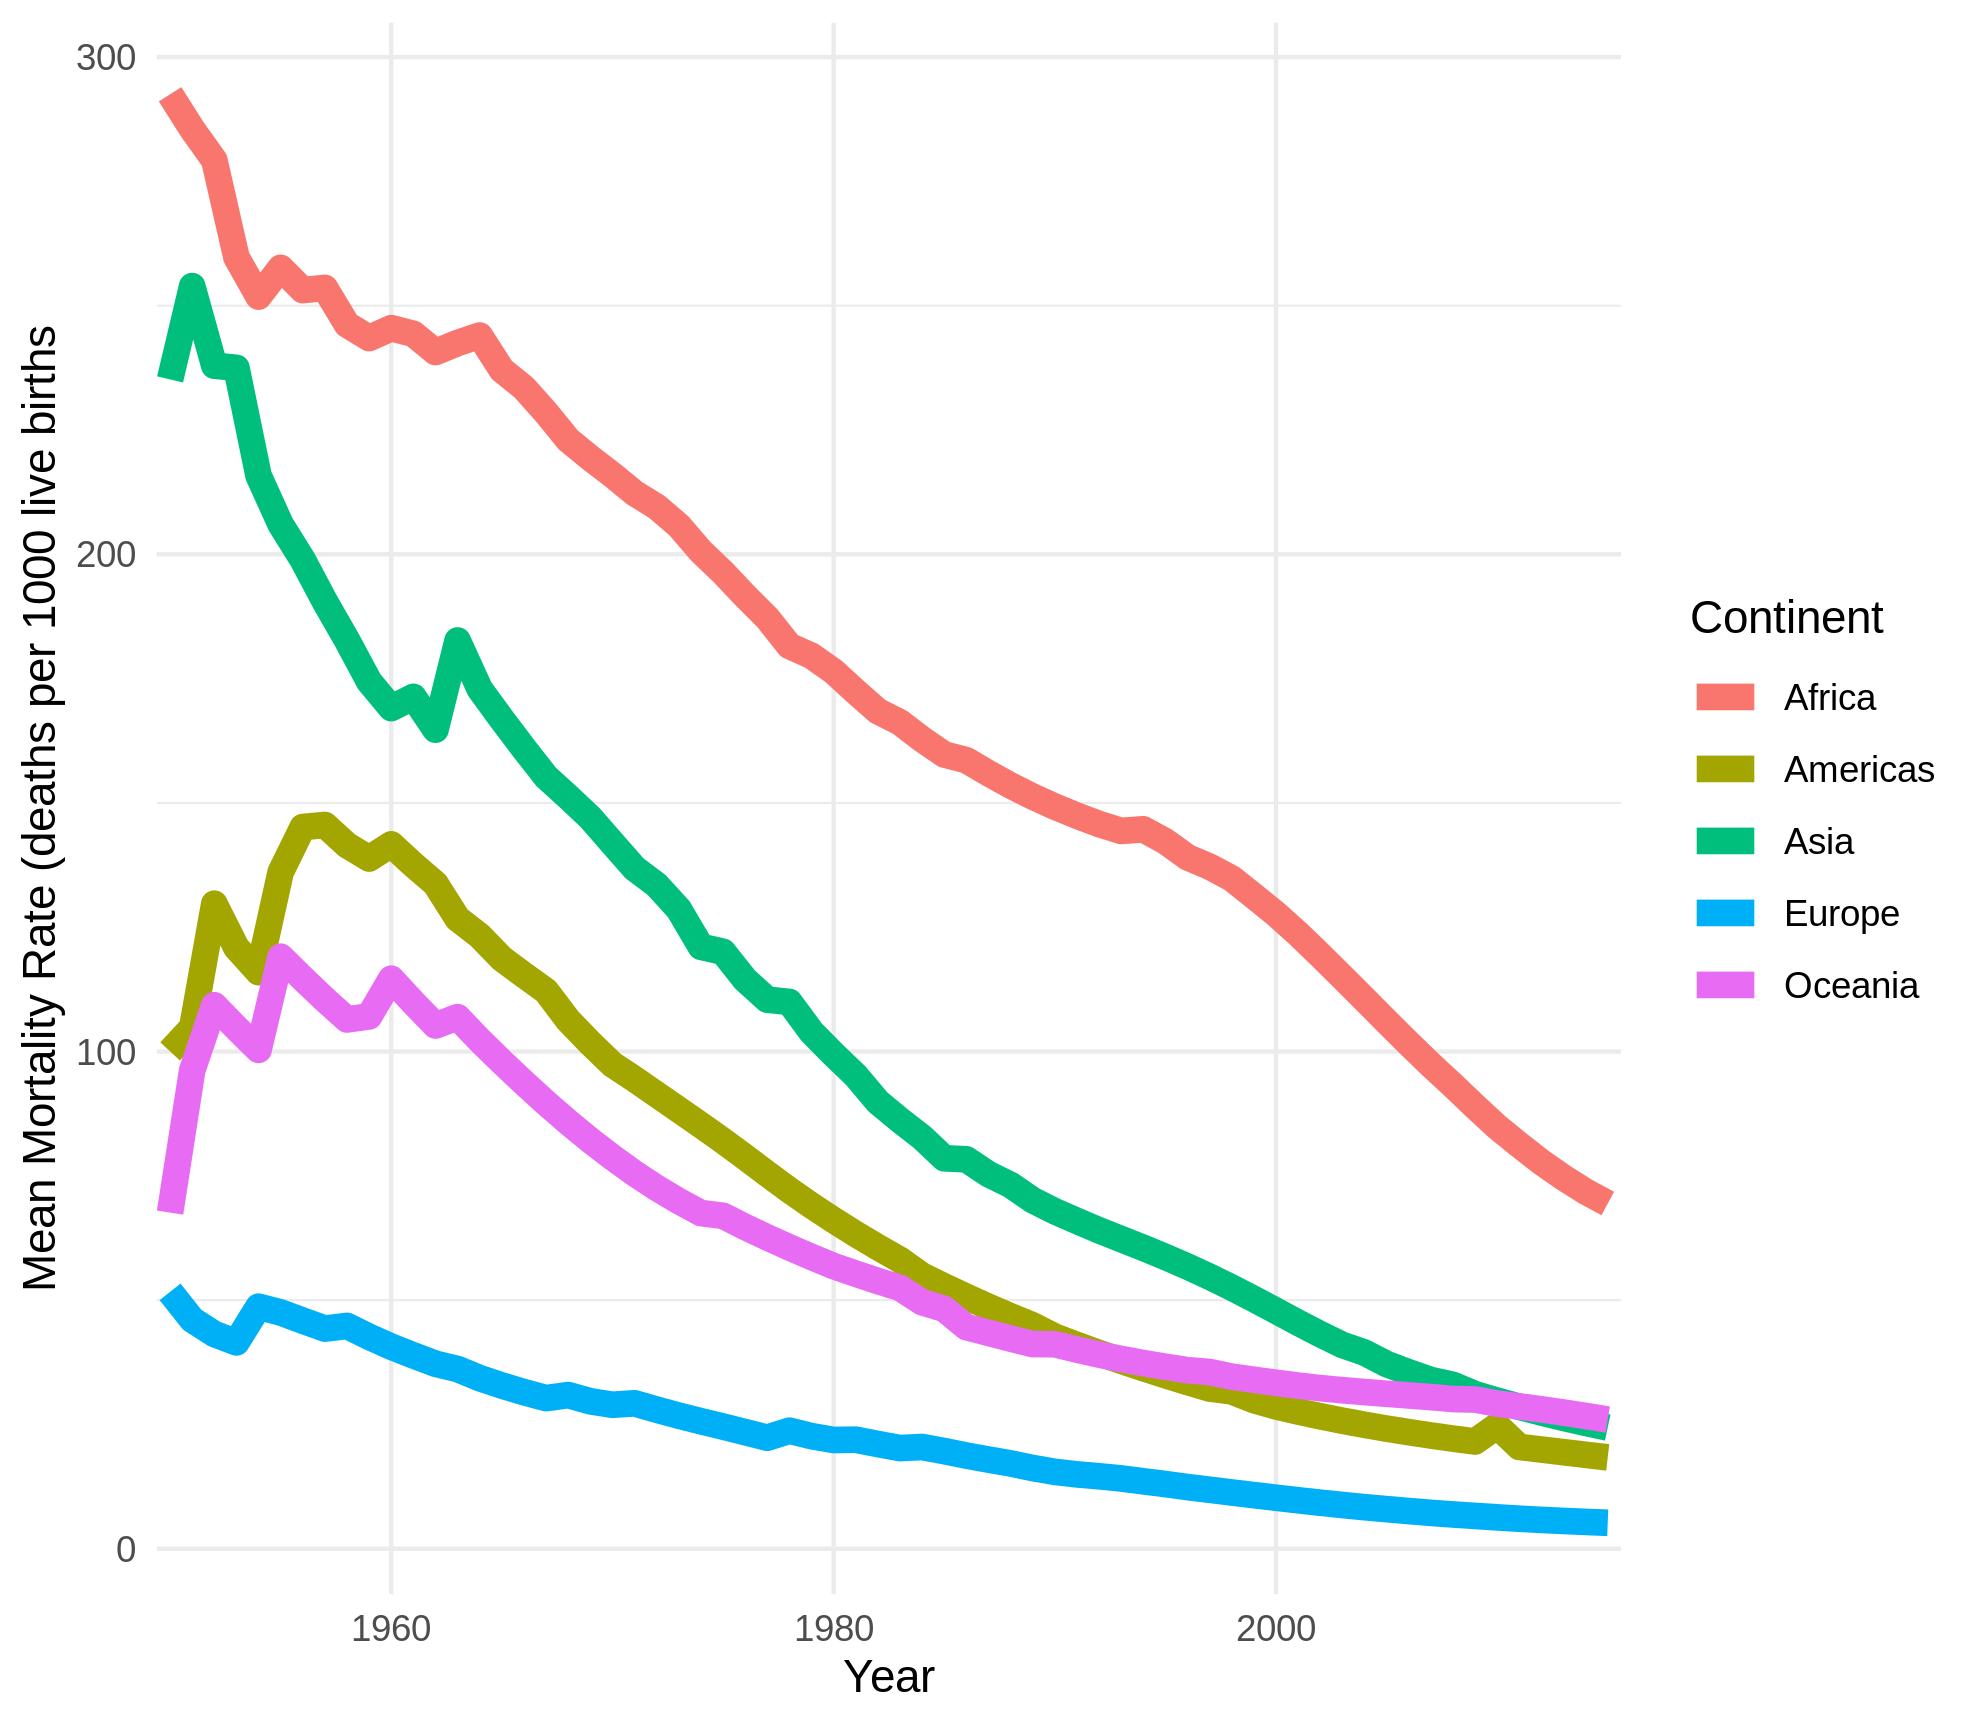 300
200
100
0
Mean Mortality Rate (deaths per 1000 live births
1960 1980 2000
Year
Continent
Africa
Americas
Asia
Europe
Oceania